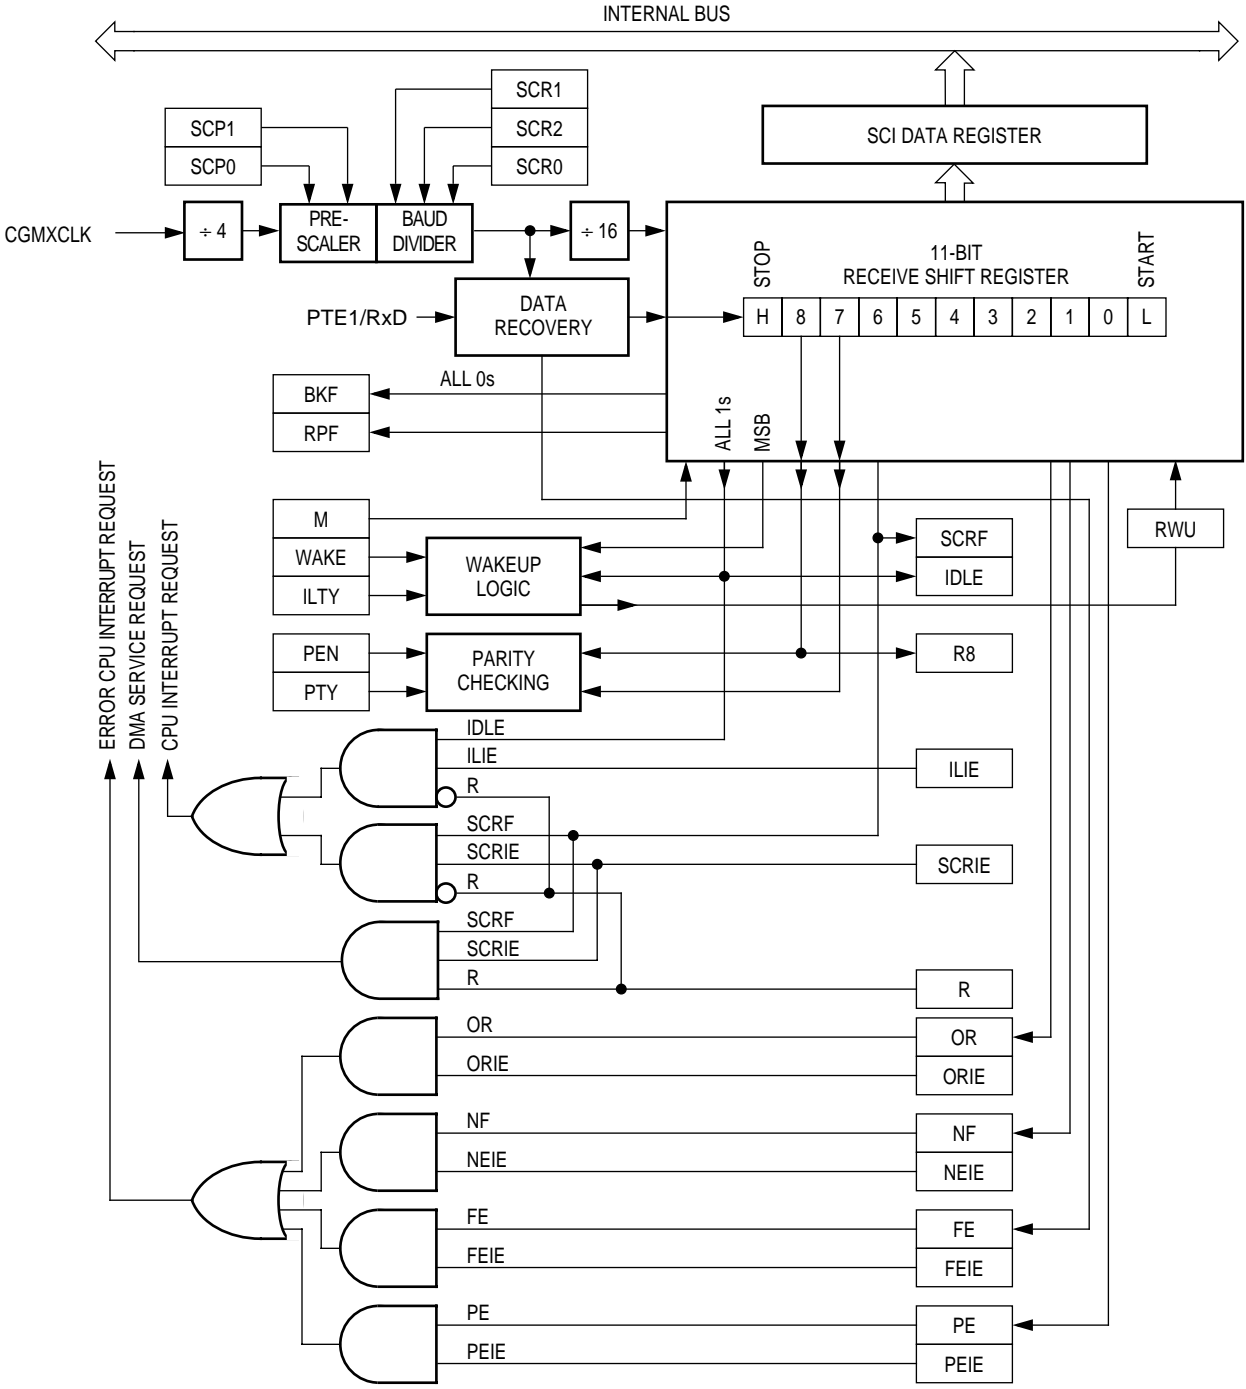 INTERNAL BUS
SCR1
SCR2
SCR0
SCP1
SCP0
SCI DATA REGISTER
CGMXCLK
÷ 4
PRE-
SCALER
BAUD
DIVIDER
÷ 16
STOP
11-BIT
RECEIVE SHIFT REGISTER
START
H 8 7 6 5 4 3 2 1 0 L
PTE1/RxD
DATA
RECOVERY
ALL 0s
BKF
RPF
ALL 1s
MSB
M
WAKE
ILTY
WAKEUP
LOGIC
SCRF
IDLE
RWU
PEN
PTY
PARITY
CHECKING
R8
ERROR CPU INTERRUPT REQUEST
DMA SERVICE REQUEST
CPU INTERRUPT REQUEST
IDLE
ILIE
R
ILIE
SCRF
SCRIE
R
SCRIE
SCRF
SCRIE
R
R
OR
ORIE
OR
ORIE
NF
NEIE
NF
NEIE
FE
FEIE
FE
FEIE
PE
PEIE
PE
PEIE